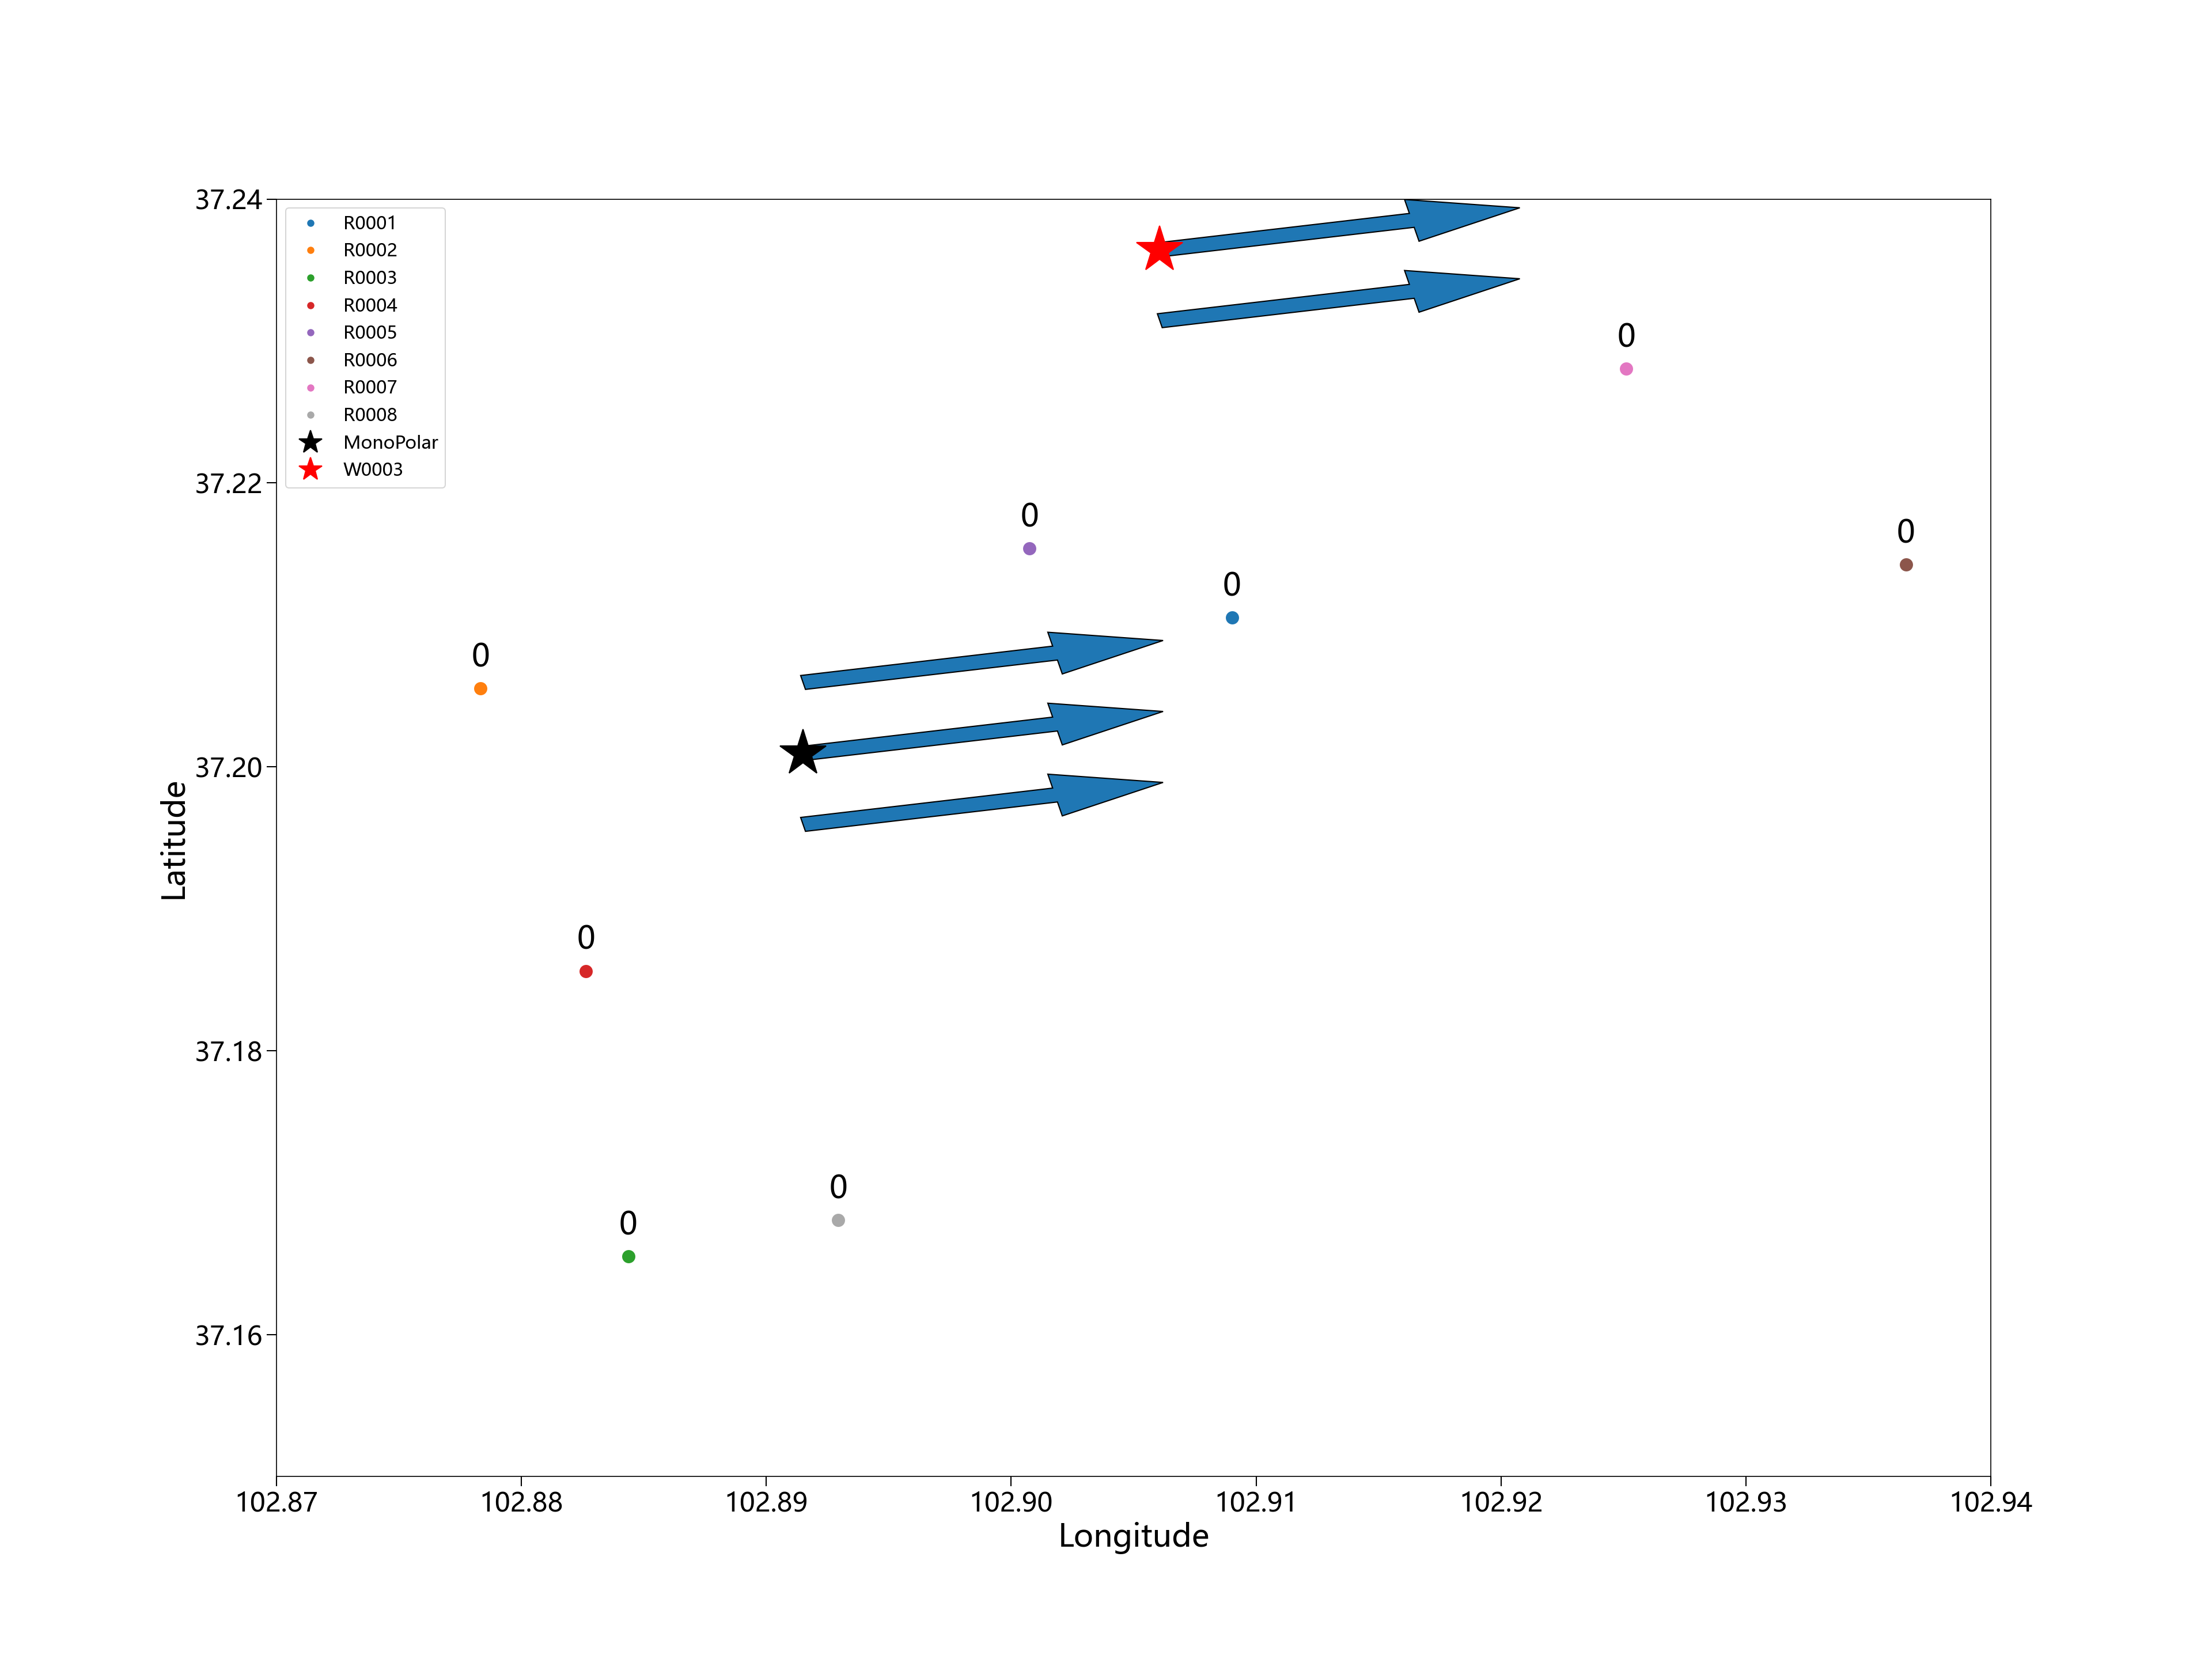 37.24
37.22
37.20
37.18
37.16
Latitude
R0001
R0002
R0003
R0004
R0005
R0006
R0007
R0008
MonoPolar
W0003
0
0
0
0
0
0
0
0
102.87 102.88 102.89 102.90 102.91 102.92 102.93 102.94
Longitude